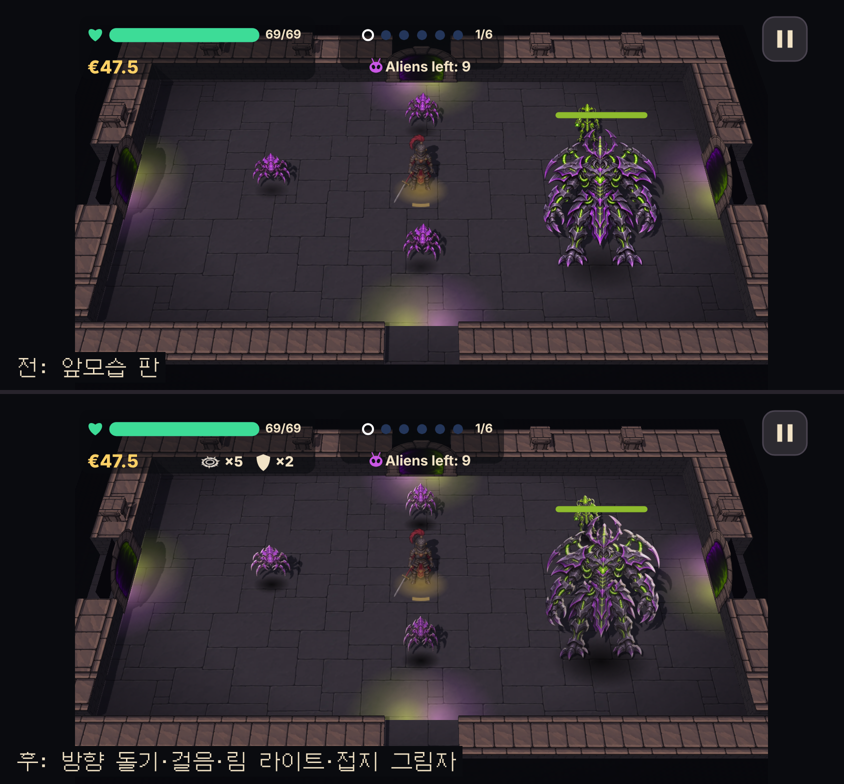 69/69 1/6
€47.5 Aliens left: 9
전: 앞모습 판
69/69 1/6
€47.5 ×5 ×2 Aliens left: 9
후: 방향 돌기·걸음·림 라이트·접지 그림자